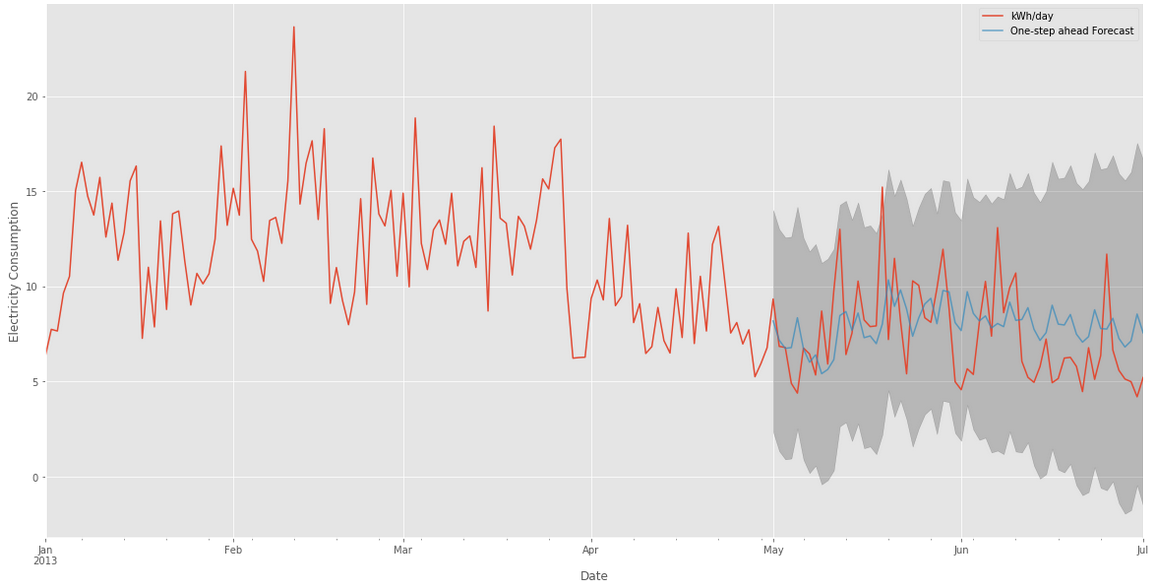 kWh/day
One-step ahead Forecast
Electricity Consumption
20
15
10
5
0
Jan
2013
Feb
Mar
Apr
May
Jun
Jul
Date